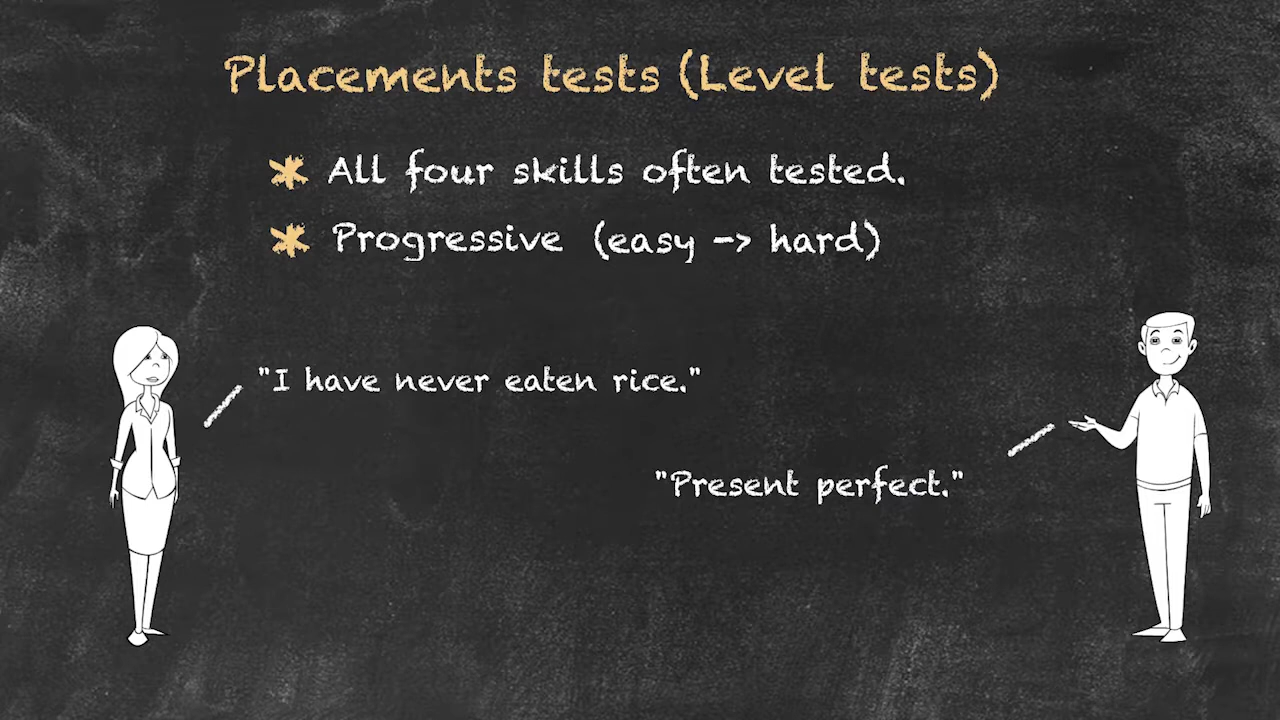 Placements tests (Level tests)
* All four skills often tested.
* Progressive (easy -> hard)
"I have never eaten rice."
"Present perfect."